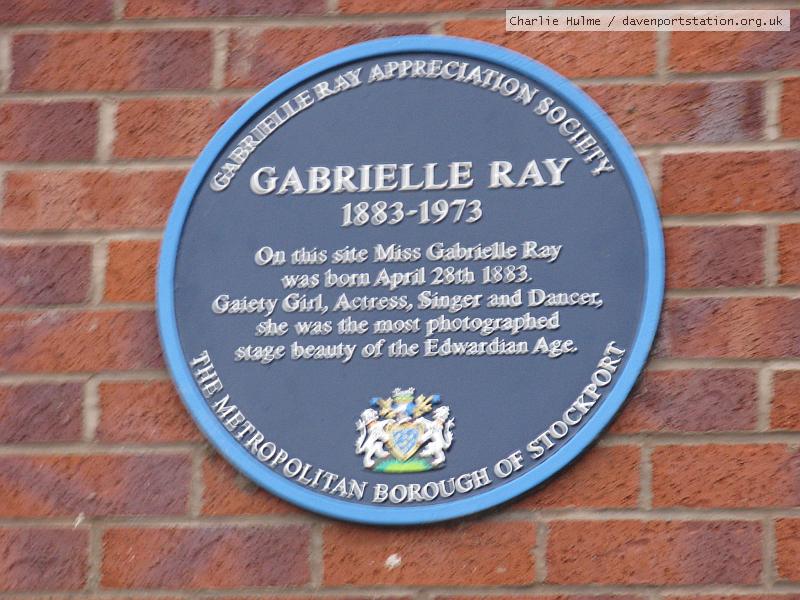 Charlie Hulme / davenportstation.org.uk
GABRIELLE RAY APPRECIATION SOCIETY
GABRIELLE RAY
1883-1973
On this site Miss Gabrielle Ray
was born April 28th 1883.
Gaiety Girl, Actress, Singer and Dancer,
she was the most photographed
stage beauty of the Edwardian Age.
THE METROPOLITAN BOROUGH OF STOCKPORT